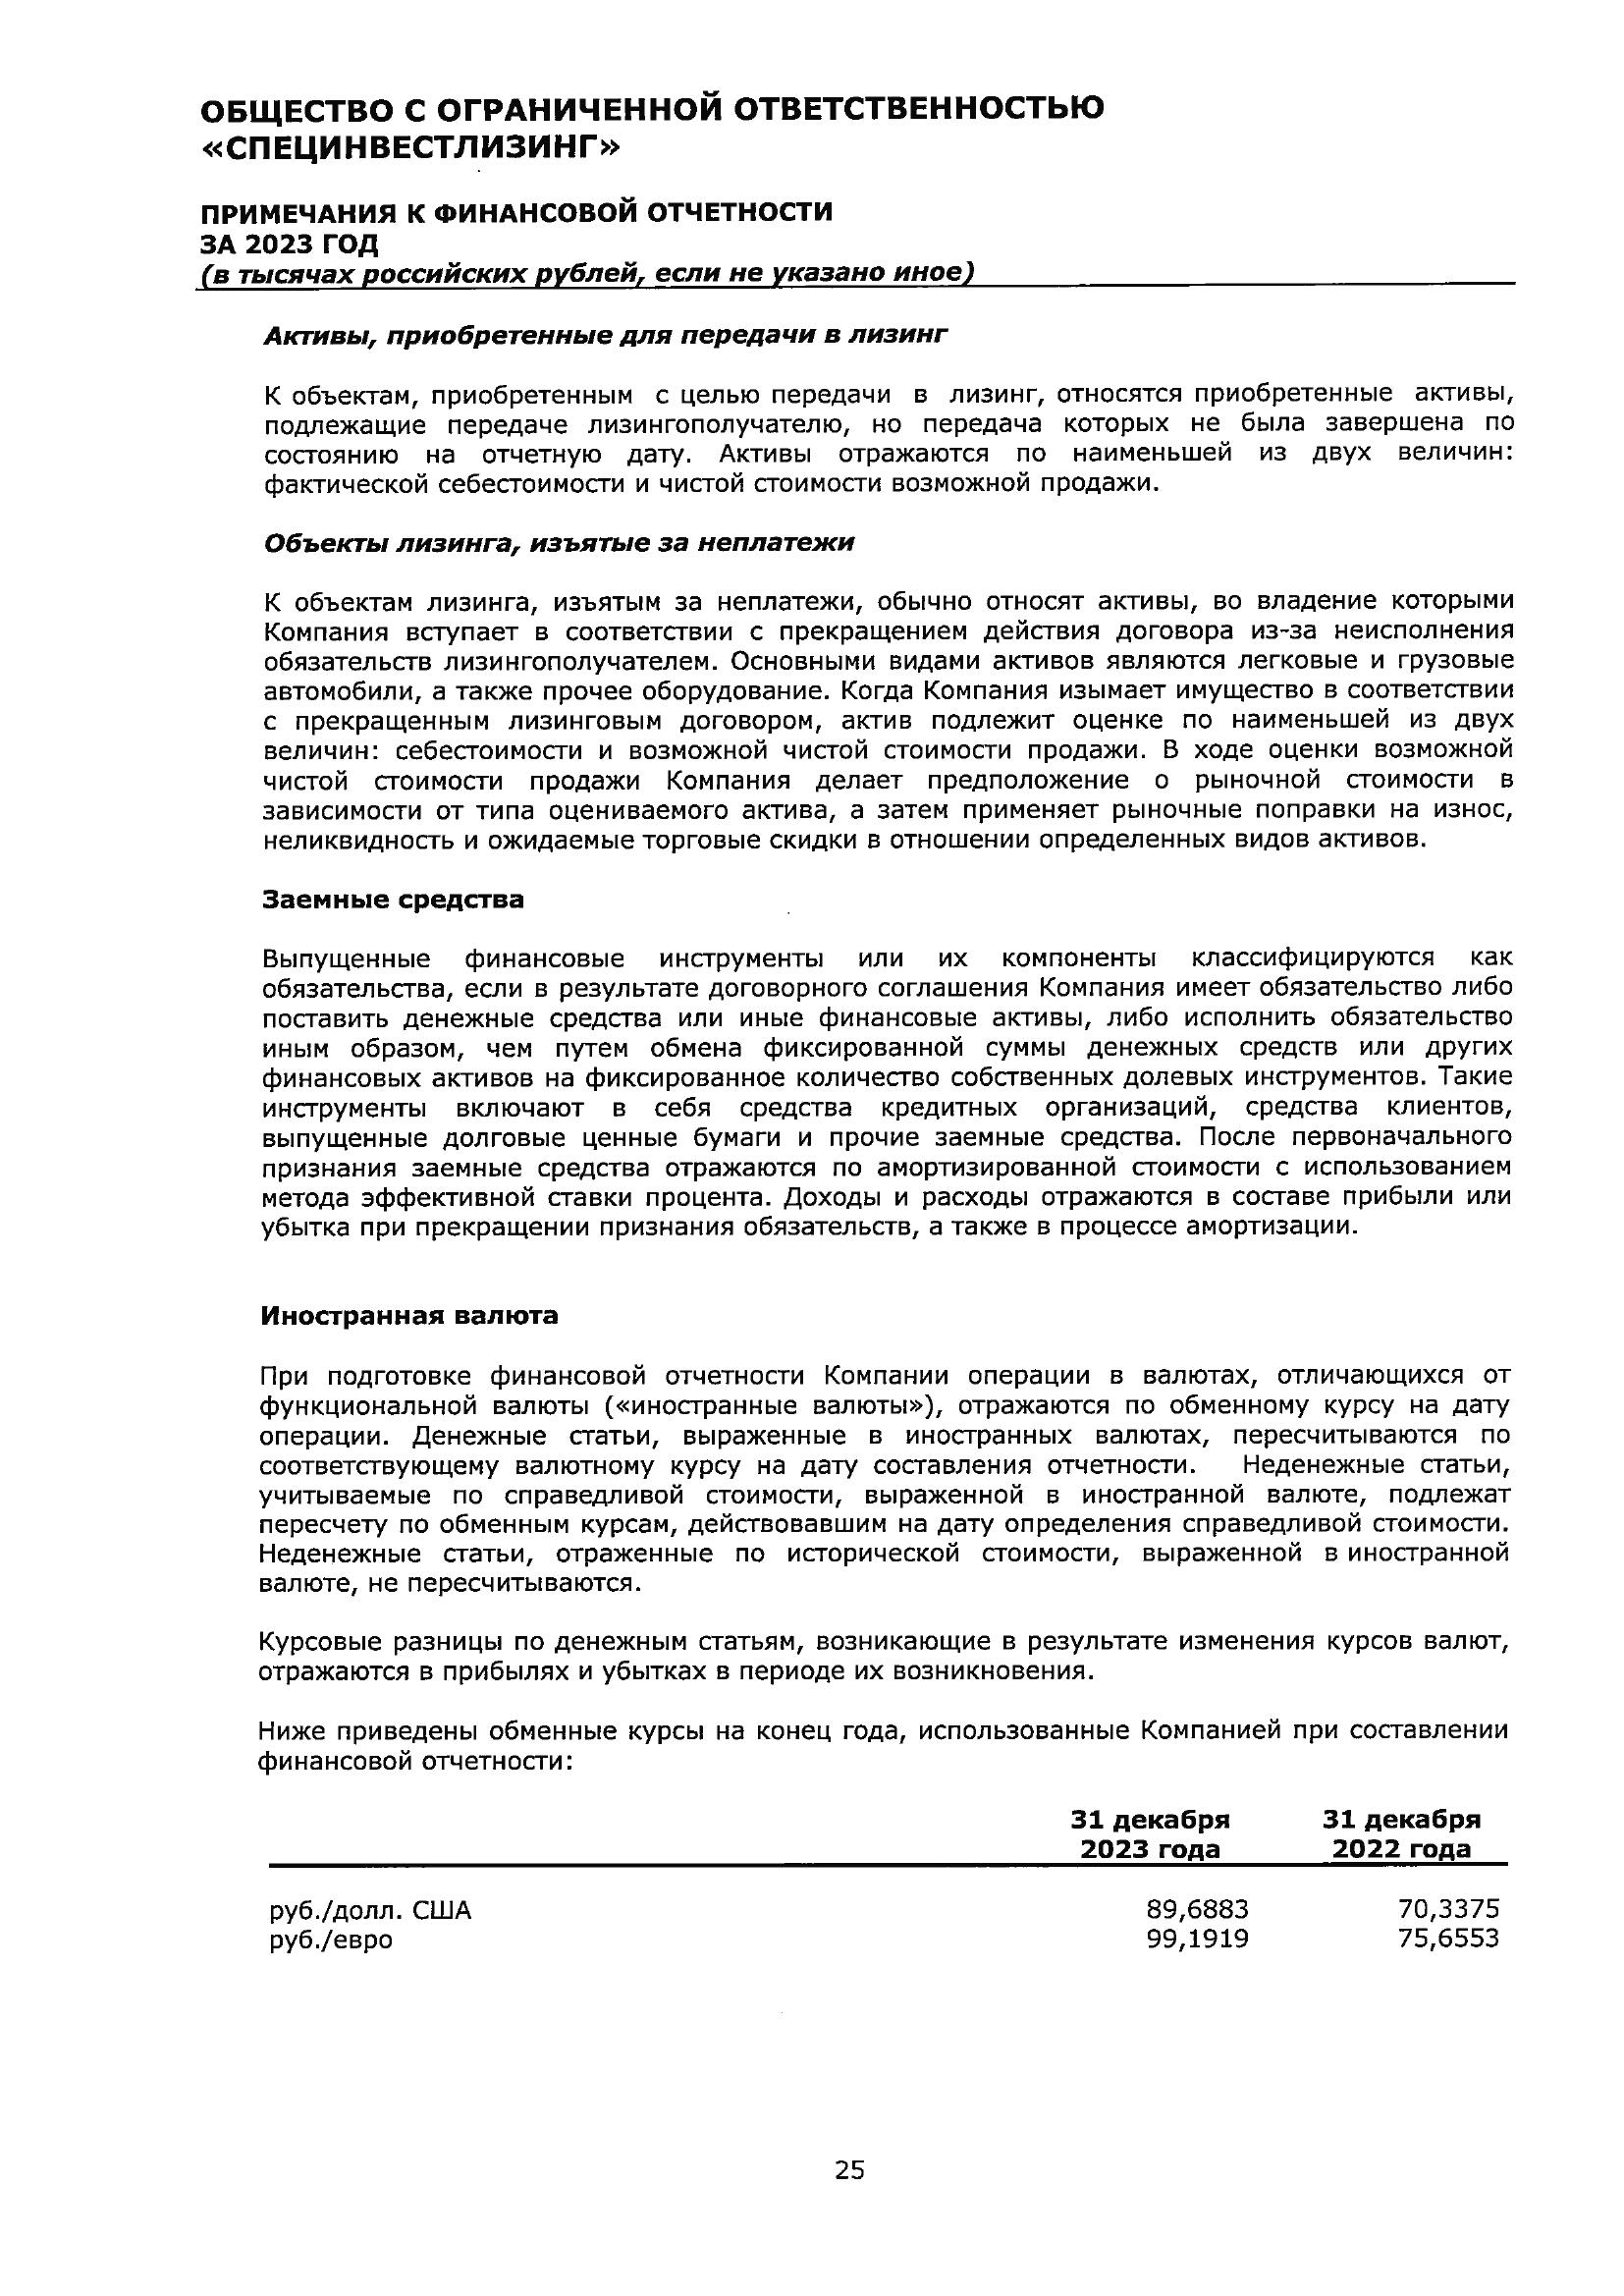 ОБЩЕСТВО С ОГРАНИЧЕННОЙ ОТВЕТСТВЕННОСТЬЮ
«СПЕЦИНВЕСТЛИЗИНГ»
ПРИМЕЧАНИЯ К ФИНАНСОВОЙ ОТЧЕТНОСТИ
ЗА 2023 ГОД
(в тысячах российских рублей, если не указано иное)
Активы, приобретенные для передачи в лизинг
К объектам, приобретенным с целью передачи в лизинг, относятся приобретенные активы,
подлежащие передаче лизингополучателю, но передача которых не была завершена по
состоянию на отчетную дату. Активы отражаются по наименьшей из двух величин:
фактической себестоимости и чистой стоимости возможной продажи.
Объекты лизинга, изъятые за неплатежи
К объектам лизинга, изъятым за неплатежи, обычно относят активы, во владение которыми
Компания вступает в соответствии с прекращением действия договора из-за неисполнения
обязательств лизингополучателем. Основными видами активов являются легковые и грузовые
автомобили, а также прочее оборудование. Когда Компания изымает имущество в соответствии
с прекращенным лизинговым договором, актив подлежит оценке по наименьшей из двух
величин: себестоимости и возможной чистой стоимости продажи. В ходе оценки возможной
чистой стоимости продажи Компания делает предположение о рыночной стоимости в
зависимости от типа оцениваемого актива, а затем применяет рыночные поправки на износ,
неликвидность и ожидаемые торговые скидки в отношении определенных видов активов.
Заемные средства
Выпущенные финансовые инструменты или их компоненты классифицируются как
обязательства, если в результате договорного соглашения Компания имеет обязательство либо
поставить денежные средства или иные финансовые активы, либо исполнить обязательство
иным образом, чем путем обмена фиксированной суммы денежных средств или других
финансовых активов на фиксированное количество собственных долевых инструментов. Такие
инструменты включают в себя средства кредитных организаций, средства клиентов,
выпущенные долговые ценные бумаги и прочие заемные средства. После первоначального
признания заемные средства отражаются по амортизированной стоимости с использованием
метода эффективной ставки процента. Доходы и расходы отражаются в составе прибыли или
убытка при прекращении признания обязательств, а также в процессе амортизации.
Иностранная валюта
При подготовке финансовой отчетности Компании операции в валютах, отличающихся от
функциональной валюты («иностранные валюты»), отражаются по обменному курсу на дату
операции. Денежные статьи, выраженные в иностранных валютах, пересчитываются по
соответствующему валютному курсу на дату составления отчетности. Неденежные статьи,
учитываемые по справедливой стоимости, выраженной в иностранной валюте, подлежат
пересчету по обменным курсам, действовавшим на дату определения справедливой стоимости.
Неденежные статьи, отраженные по исторической стоимости, выраженной в иностранной
валюте, не пересчитываются.
Курсовые разницы по денежным статьям, возникающие в результате изменения курсов валют,
отражаются в прибылях и убытках в периоде их возникновения.
Ниже приведены обменные курсы на конец года, использованные Компанией при составлении
финансовой отчетности:
31 декабря 31 декабря
2023 года 2022 года
руб./долл. США 89,6883 70,3375
руб./евро 99,1919 75,6553
25